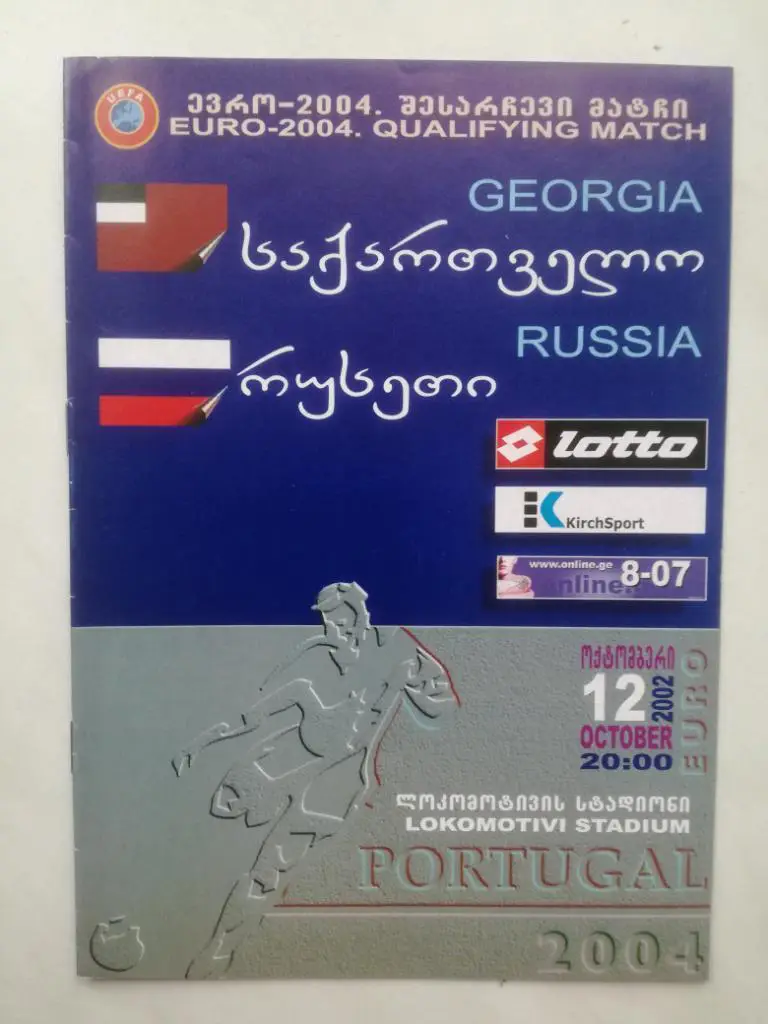 UEFA
ევრო-2004. შესარჩევი მატჩი
EURO-2004. QUALIFYING MATCH
GEORGIA
საქართველო
RUSSIA
რუსეთი
lotto
KirchSport
www.online.ge
online.
8-07
ოქტომბერი
12
2002
OCTOBER
20:00
EURO
ლოკომოტივის სტადიონი
LOKOMOTIVI STADIUM
PORTUGAL
2004